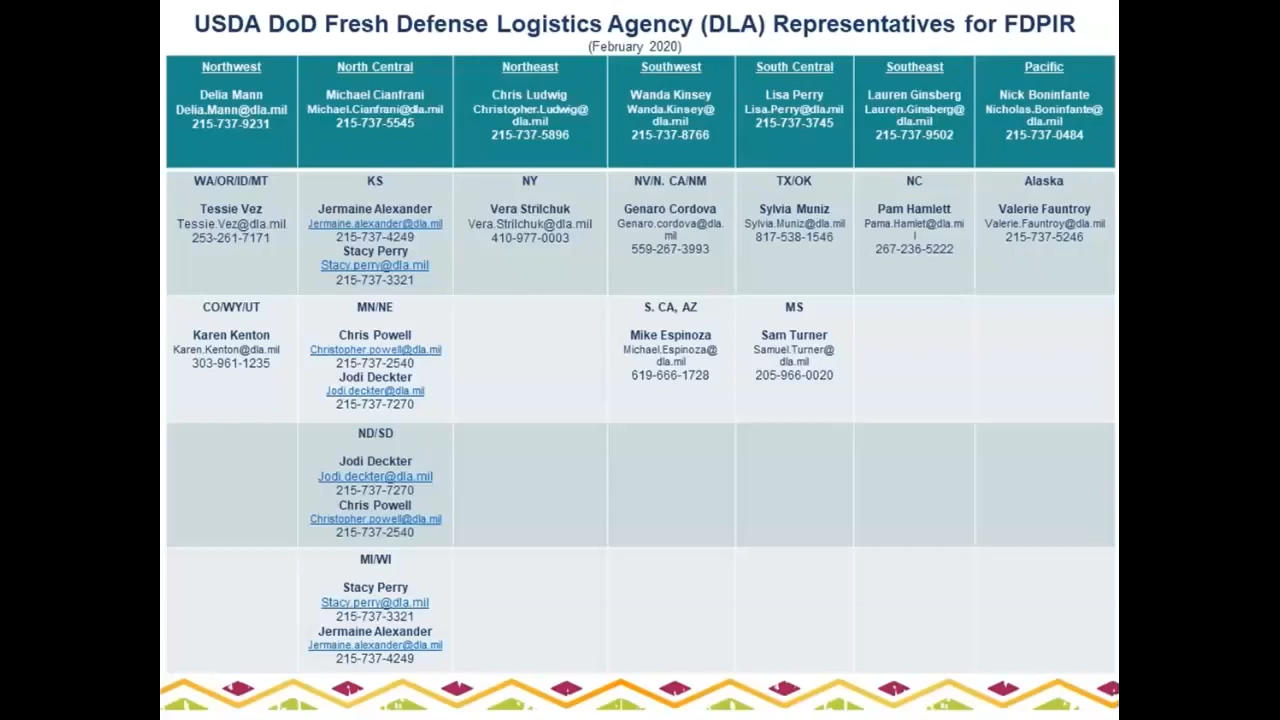 USDA DoD Fresh Defense Logistics Agency (DLA) Representatives for FDPIR
(February 2020)
Northwest
Delia Mann
Delia.Mann@dla.mil
215-737-9231
North Central
Michael Cianfrani
Michael.Cianfrani@dla.mil
215-737-5545
Northeast
Chris Ludwig
Christopher.Ludwig@
dla.mil
215-737-5896
Southwest
Wanda Kinsey
Wanda.Kinsey@
dla.mil
215-737-8766
South Central
Lisa Perry
Lisa.Perry@dla.mil
215-737-3745
Southeast
Lauren Ginsberg
Lauren.Ginsberg@
dla.mil
215-737-9502
Pacific
Nick Boninfante
Nicholas.Boninfante@
dla.mil
215-737-0484
WA/OR/ID/MT
Tessie Vez
Tessie.Vez@dla.mil
253-261-7171
KS
Jermaine Alexander
Jermaine.alexander@dla.mil
215-737-4249
Stacy Perry
Stacy.perry@dla.mil
215-737-3321
NY
Vera Strilchuk
Vera.Strilchuk@dla.mil
410-977-0003
NV/N. CA/NM
Genaro Cordova
Genaro.cordova@dla.
mil
559-267-3993
TX/OK
Sylvia Muniz
Sylvia.Muniz@dla.mil
817-538-1546
NC
Pam Hamlett
Pama.Hamlet@dla.mi
l
267-236-5222
Alaska
Valerie Fauntroy
Valerie.Fauntroy@dla.mil
215-737-5246
CO/WY/UT
Karen Kenton
Karen.Kenton@dla.mil
303-961-1235
MN/NE
Chris Powell
Christopher.powell@dla.mil
215-737-2540
Jodi Deckter
Jodi.deckter@dla.mil
215-737-7270
S. CA, AZ
Mike Espinoza
Michael.Espinoza@
dla.mil
619-666-1728
MS
Sam Turner
Samuel.Turner@
dla.mil
205-966-0020
ND/SD
Jodi Deckter
Jodi.deckter@dla.mil
215-737-7270
Chris Powell
Christopher.powell@dla.mil
215-737-2540
MI/WI
Stacy Perry
Stacy.perry@dla.mil
215-737-3321
Jermaine Alexander
Jermaine.alexander@dla.mil
215-737-4249